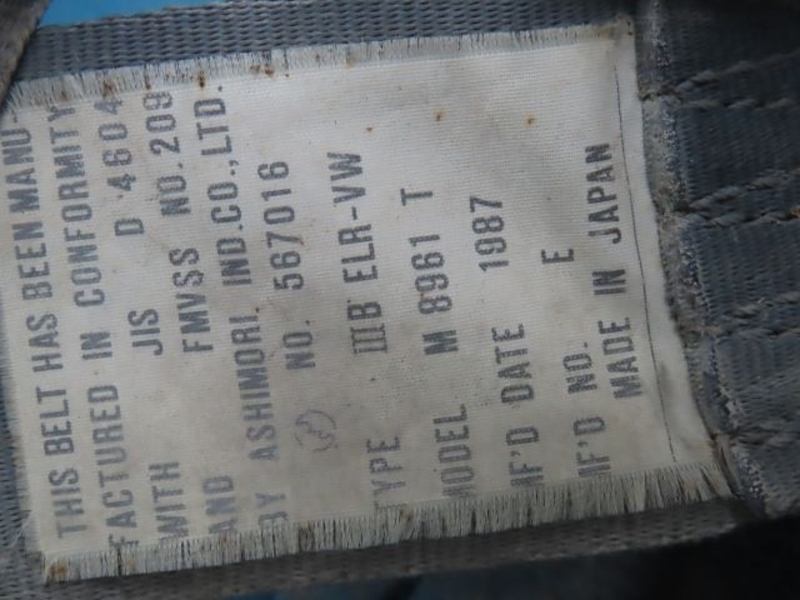 THIS BELT HAS BEEN MANU-
FACTURED IN CONFORMITY
WITH JIS D 4604
AND FMVSS NO.209
BY ASHIMORI IND.CO.,LTD.
NO. 567016
TYPE ⅢB ELR-VW
MODEL M 8961 T
MF'D DATE 1987
MF'D NO. E
MADE IN JAPAN